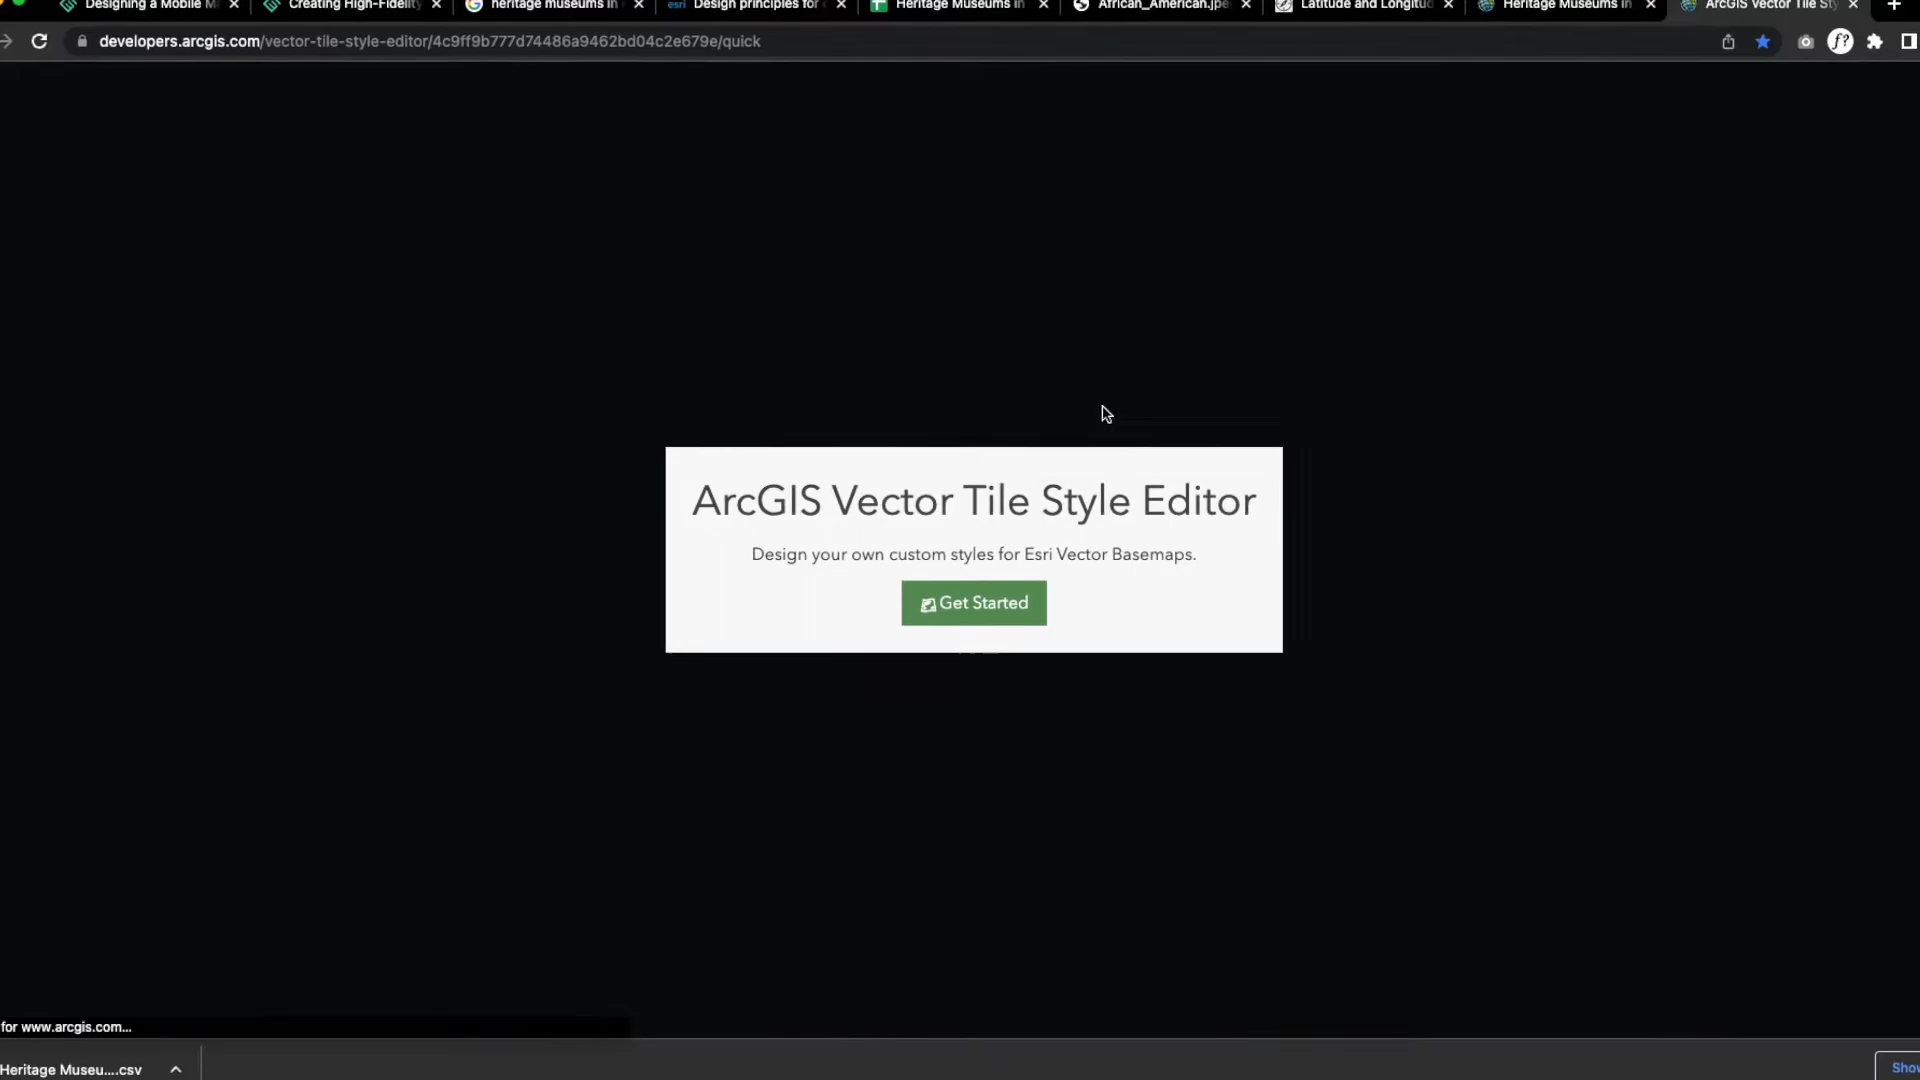 Designing a Mobile M
Creating High-Fidelity
heritage museums in
esri Design principles for
Heritage Museums in
African_American.jpe
Latitude and Longitud
Heritage Museums in
ArcGIS Vector Tile Sty
developers.arcgis.com/vector-tile-style-editor/4c9ff9b777d74486a9462bd04c2e679e/quick
f?
ArcGIS Vector Tile Style Editor
Design your own custom styles for Esri Vector Basemaps.
Get Started
for www.arcgis.com...
Heritage Museu....csv
Show